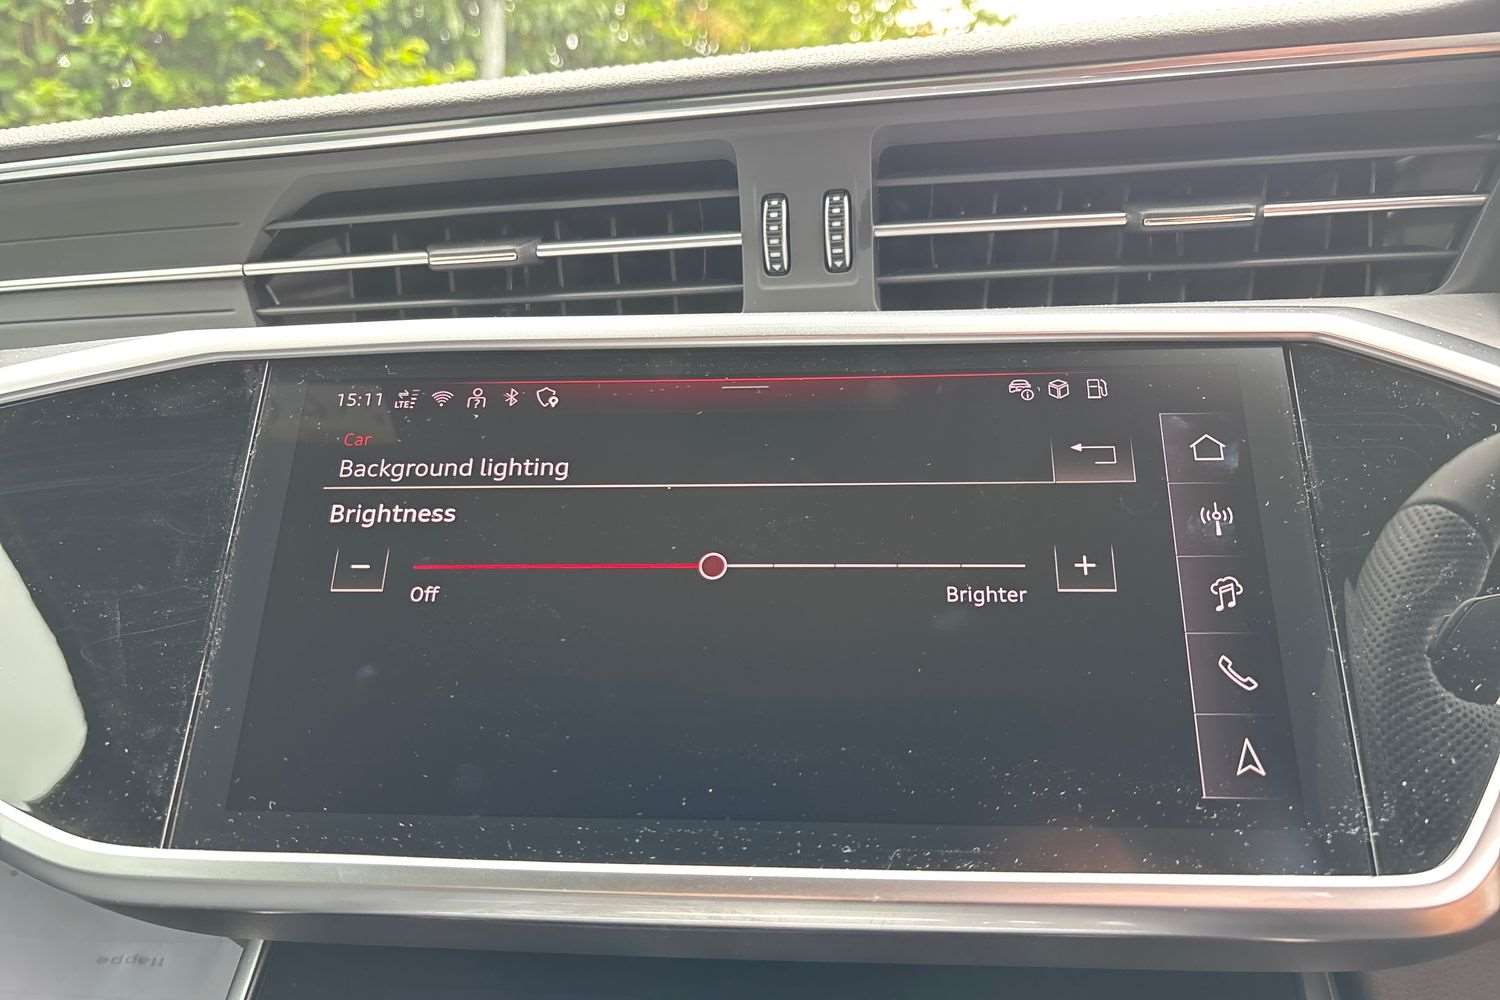 15:11 LTE
Car
Background lighting
Brightness
Off
Brighter